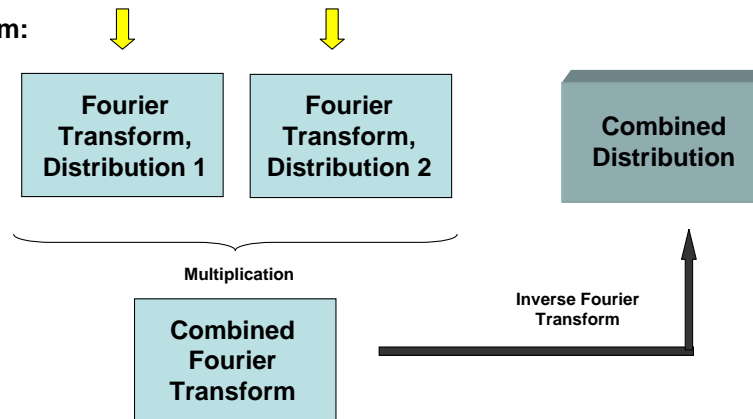 m:
Fourier
Transform,
Distribution 1
Fourier
Transform,
Distribution 2
Combined
Distribution
Multiplication
Inverse Fourier
Transform
Combined
Fourier
Transform